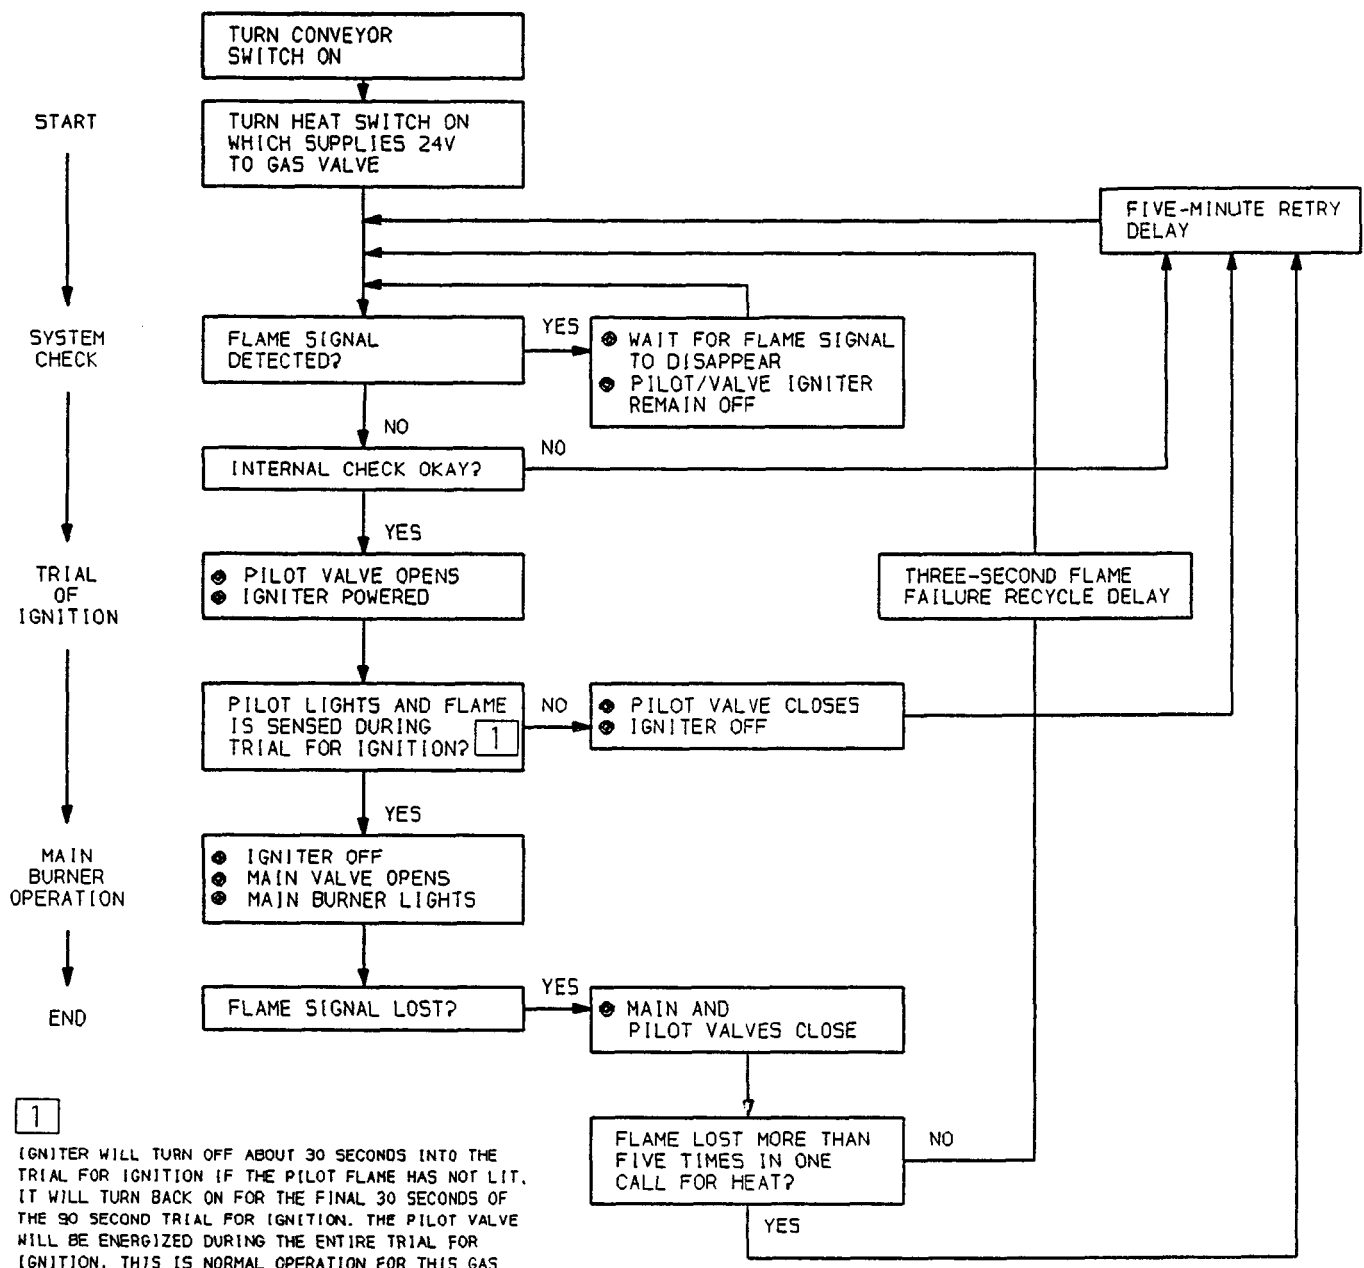 TURN CONVEYOR
SWITCH ON
START
TURN HEAT SWITCH ON
WHICH SUPPLIES 24V
TO GAS VALVE
FIVE-MINUTE RETRY
DELAY
SYSTEM
CHECK
FLAME SIGNAL
DETECTED?
YES
WAIT FOR FLAME SIGNAL
TO DISAPPEAR
PILOT/VALVE IGNITER
REMAIN OFF
NO
INTERNAL CHECK OKAY?
NO
YES
TRIAL
OF
IGNITION
PILOT VALVE OPENS
IGNITER POWERED
THREE-SECOND FLAME
FAILURE RECYCLE DELAY
PILOT LIGHTS AND FLAME
IS SENSED DURING
TRIAL FOR IGNITION? 1
NO
PILOT VALVE CLOSES
IGNITER OFF
YES
MAIN
BURNER
OPERATION
IGNITER OFF
MAIN VALVE OPENS
MAIN BURNER LIGHTS
END
FLAME SIGNAL LOST?
YES
MAIN AND
PILOT VALVES CLOSE
FLAME LOST MORE THAN
FIVE TIMES IN ONE
CALL FOR HEAT?
NO
YES
1
IGNITER WILL TURN OFF ABOUT 30 SECONDS INTO THE
TRIAL FOR IGNITION IF THE PILOT FLAME HAS NOT LIT.
IT WILL TURN BACK ON FOR THE FINAL 30 SECONDS OF
THE 90 SECOND TRIAL FOR IGNITION. THE PILOT VALVE
WILL BE ENERGIZED DURING THE ENTIRE TRIAL FOR
IGNITION. THIS IS NORMAL OPERATION FOR THIS GAS